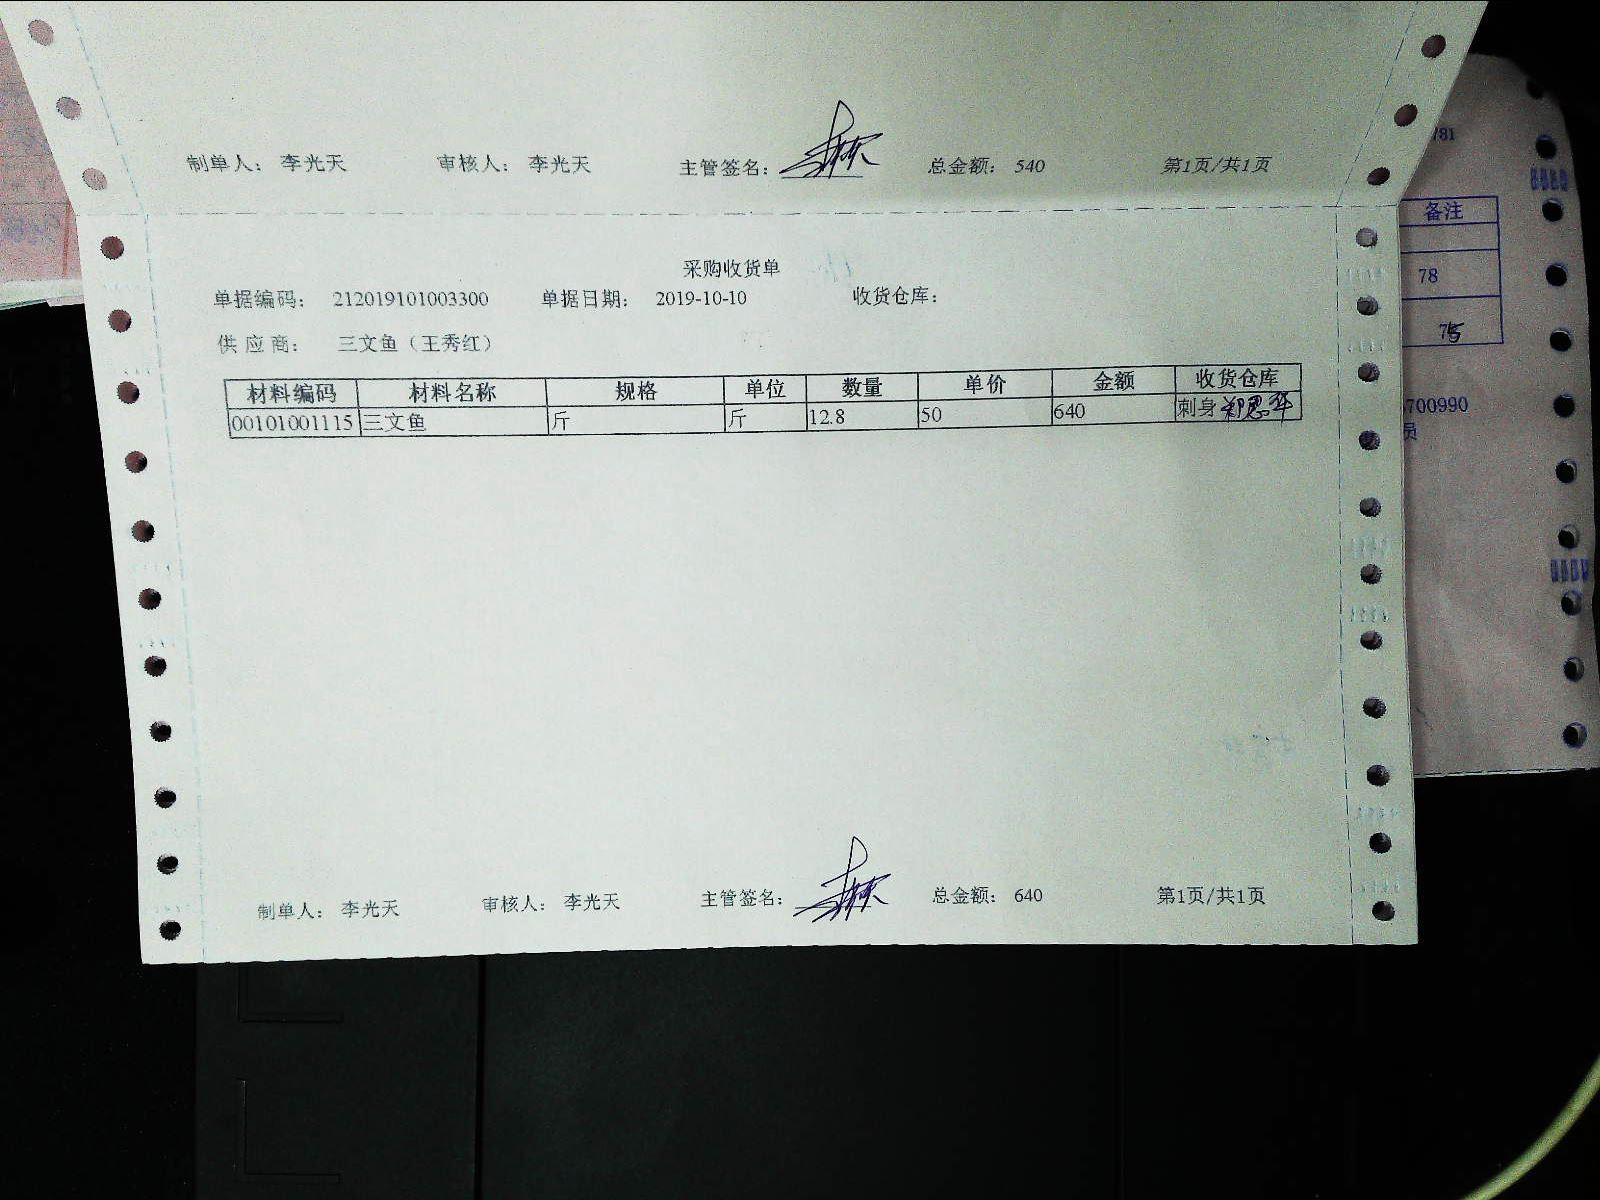 制单人： 李光天 审核人： 李光天 主管签名： 总金额： 540 第1页/共1页
采购收货单
单据编码： 212019101003300 单据日期： 2019-10-10 收货仓库：
供应商： 三文鱼（王秀红）
材料编码 材料名称 规格 单位 数量 单价 金额 收货仓库
00101001115 三文鱼 斤 斤 12.8 50 640 刺身
制单人： 李光天 审核人： 李光天 主管签名： 总金额： 640 第1页/共1页
781
备注
78
75
700990
员